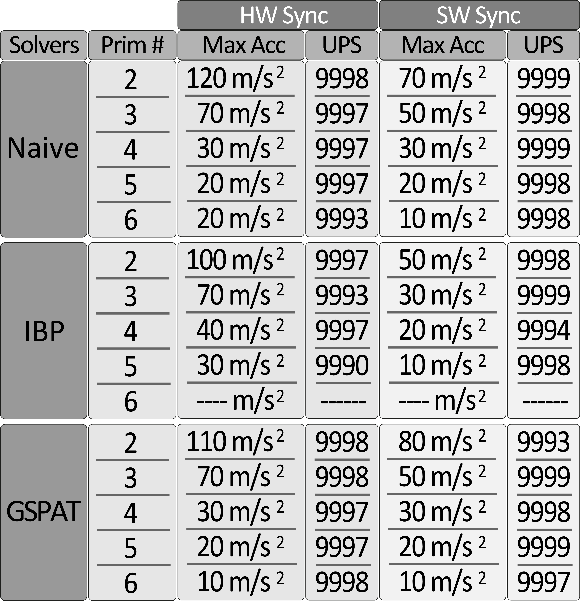 HW Sync SW Sync
Solvers Prim # Max Acc UPS Max Acc UPS
Naive 2 120 m/s² 9998 70 m/s² 9999
3 70 m/s² 9997 50 m/s² 9998
4 30 m/s² 9997 30 m/s² 9999
5 20 m/s² 9997 20 m/s² 9998
6 20 m/s² 9993 10 m/s² 9998
IBP 2 100 m/s² 9997 50 m/s² 9998
3 70 m/s² 9993 30 m/s² 9999
4 40 m/s² 9997 20 m/s² 9994
5 30 m/s² 9990 10 m/s² 9998
6 ---- m/s² ------ ---- m/s² ------
GSPAT 2 110 m/s² 9998 80 m/s² 9993
3 70 m/s² 9998 50 m/s² 9999
4 30 m/s² 9997 30 m/s² 9998
5 20 m/s² 9997 20 m/s² 9999
6 10 m/s² 9998 10 m/s² 9997